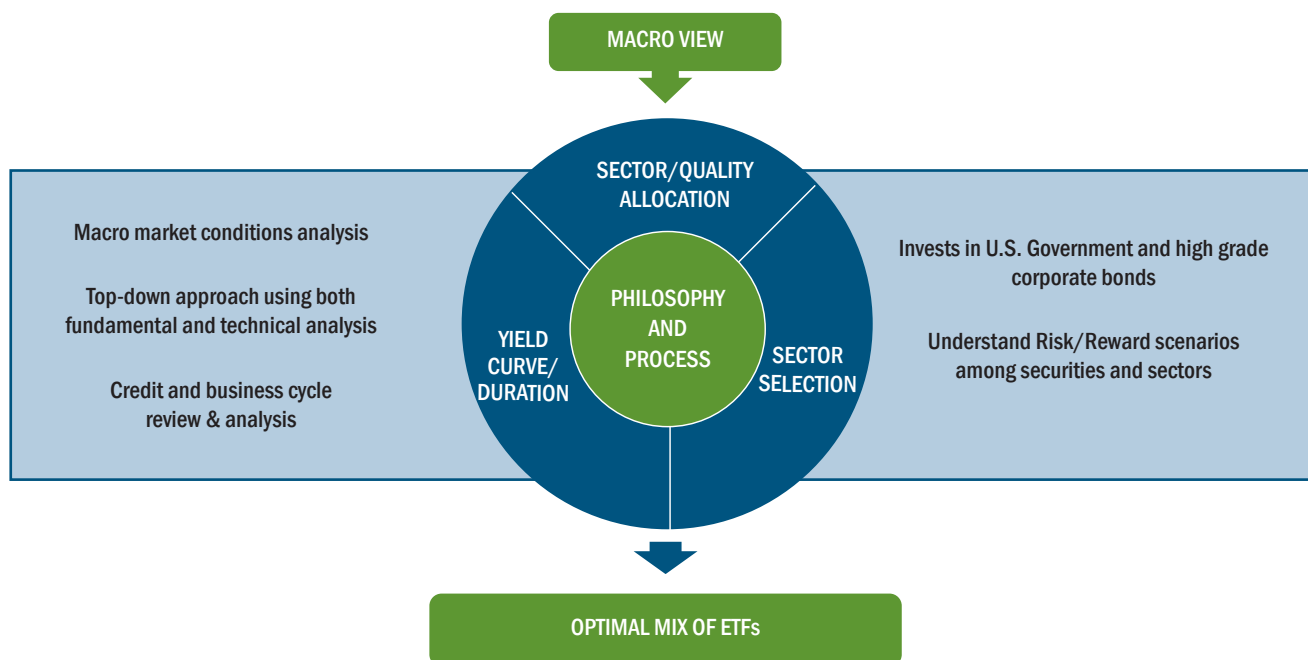 MACRO VIEW
SECTOR/QUALITY
ALLOCATION
Macro market conditions analysis
Top-down approach using both
fundamental and technical analysis
Credit and business cycle
review & analysis
YIELD
CURVE/
DURATION
PHILOSOPHY
AND
PROCESS
SECTOR
SELECTION
Invests in U.S. Government and high grade
corporate bonds
Understand Risk/Reward scenarios
among securities and sectors
OPTIMAL MIX OF ETFs